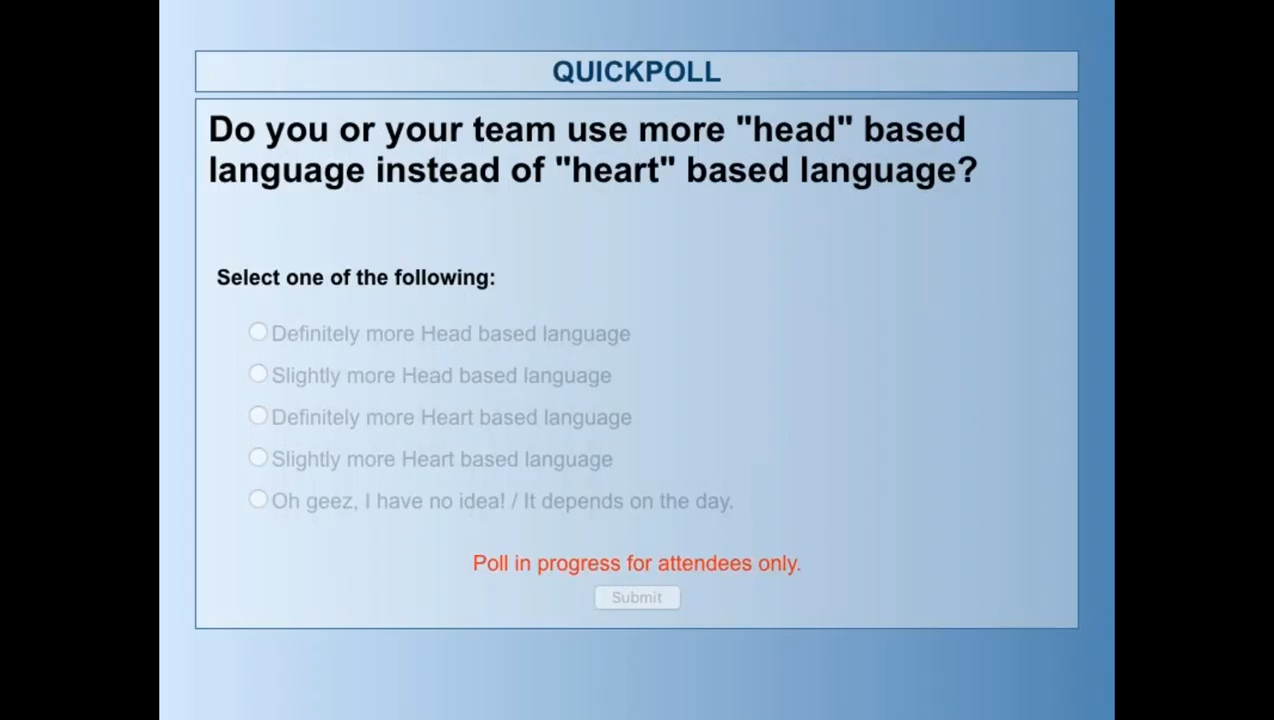 QUICKPOLL
Do you or your team use more "head" based
language instead of "heart" based language?
Select one of the following:
Definitely more Head based language
Slightly more Head based language
Definitely more Heart based language
Slightly more Heart based language
Oh geez, I have no idea! / It depends on the day.
Poll in progress for attendees only.
Submit